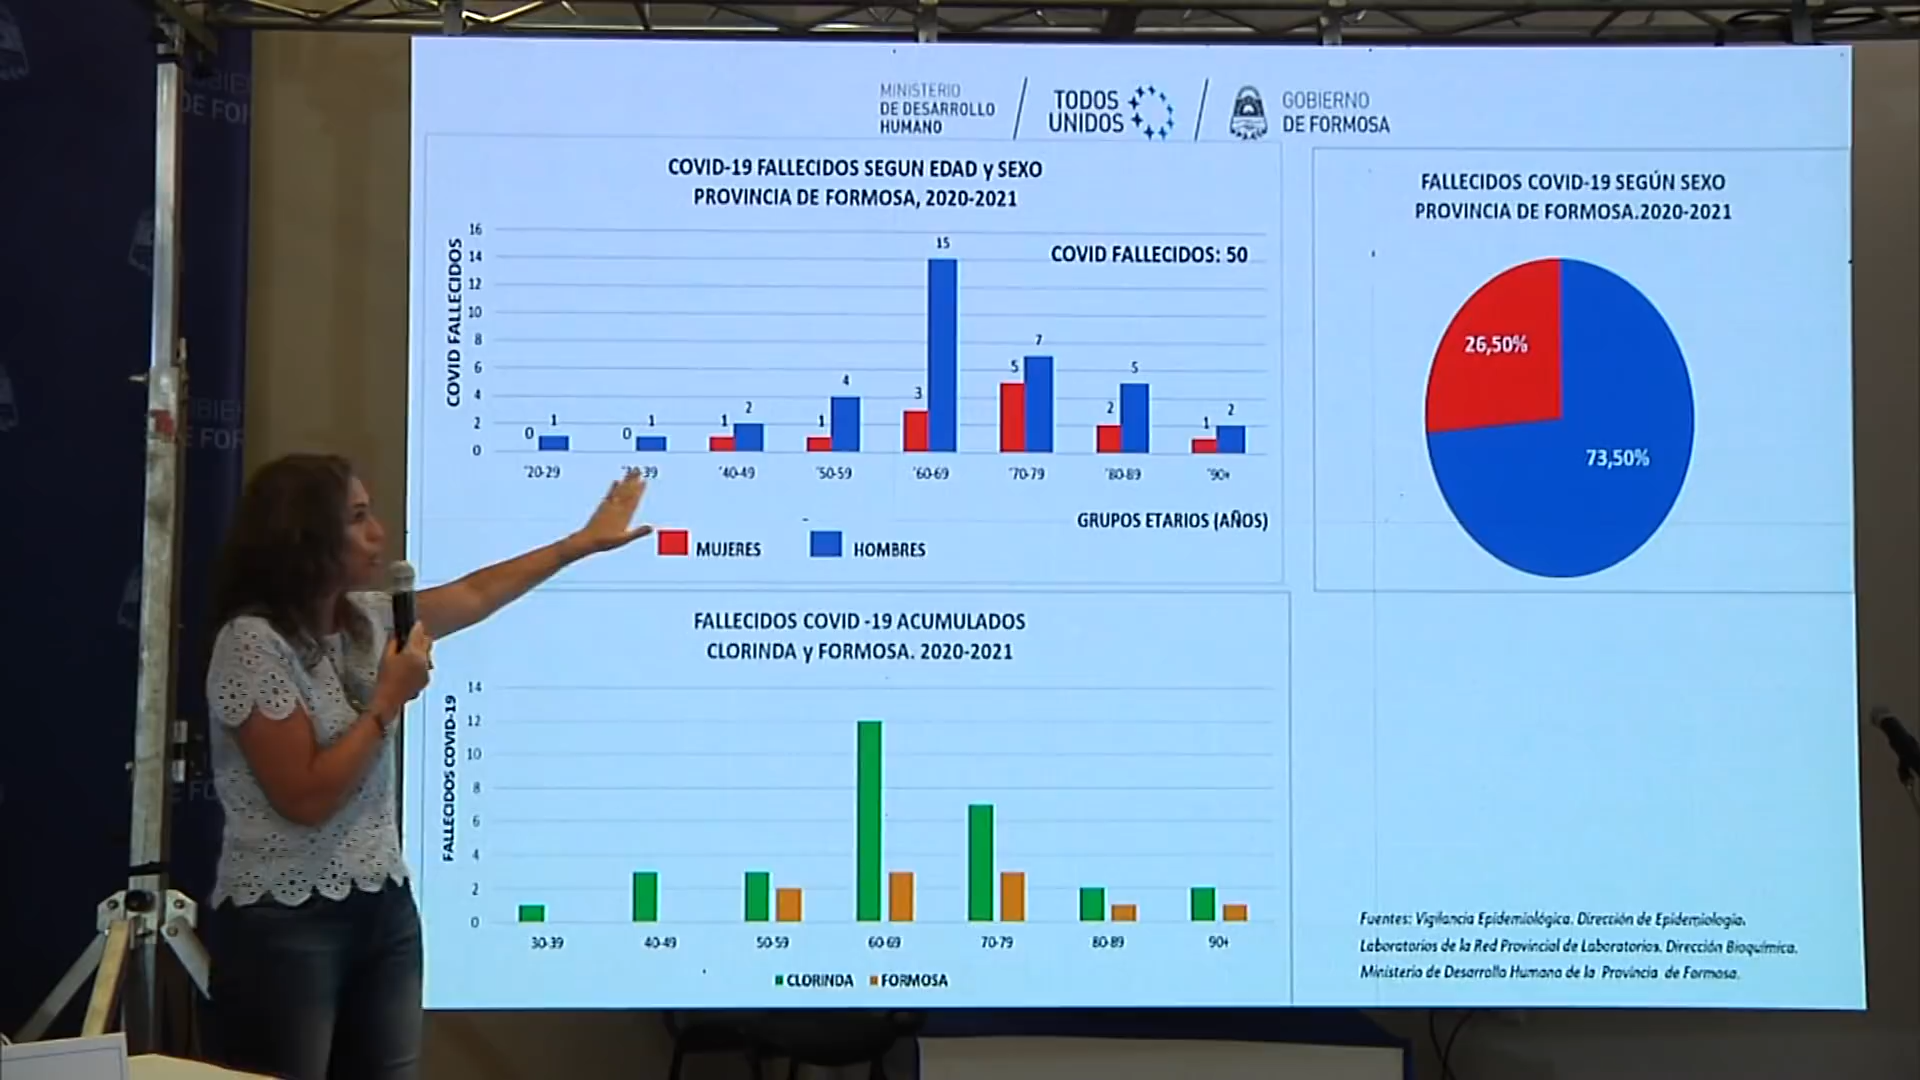 MINISTERIO
DE DESARROLLO
HUMANO
TODOS
UNIDOS
GOBIERNO
DE FORMOSA
COVID-19 FALLECIDOS SEGUN EDAD y SEXO
PROVINCIA DE FORMOSA, 2020-2021
COVID FALLECIDOS: 50
COVID FALLECIDOS
16
14
12
10
8
6
4
2
0
0 1
0 1
1 2
1 4
3 15
5 7
2 5
1 2
'20-29 '30-39 '40-49 '50-59 '60-69 '70-79 '80-89 '90+
GRUPOS ETARIOS (AÑOS)
MUJERES HOMBRES
FALLECIDOS COVID-19 SEGÚN SEXO
PROVINCIA DE FORMOSA.2020-2021
26,50%
73,50%
FALLECIDOS COVID -19 ACUMULADOS
CLORINDA y FORMOSA. 2020-2021
FALLECIDOS COVID-19
14
12
10
8
6
4
2
0
30-39 40-49 50-59 60-69 70-79 80-89 90+
CLORINDA FORMOSA
Fuentes: Vigilancia Epidemiológica. Dirección de Epidemiologia.
Laboratorios de la Red Provincial de Laboratorios. Dirección Bioquímica.
Ministerio de Desarrollo Humano de la Provincia de Formosa.
DE FOR